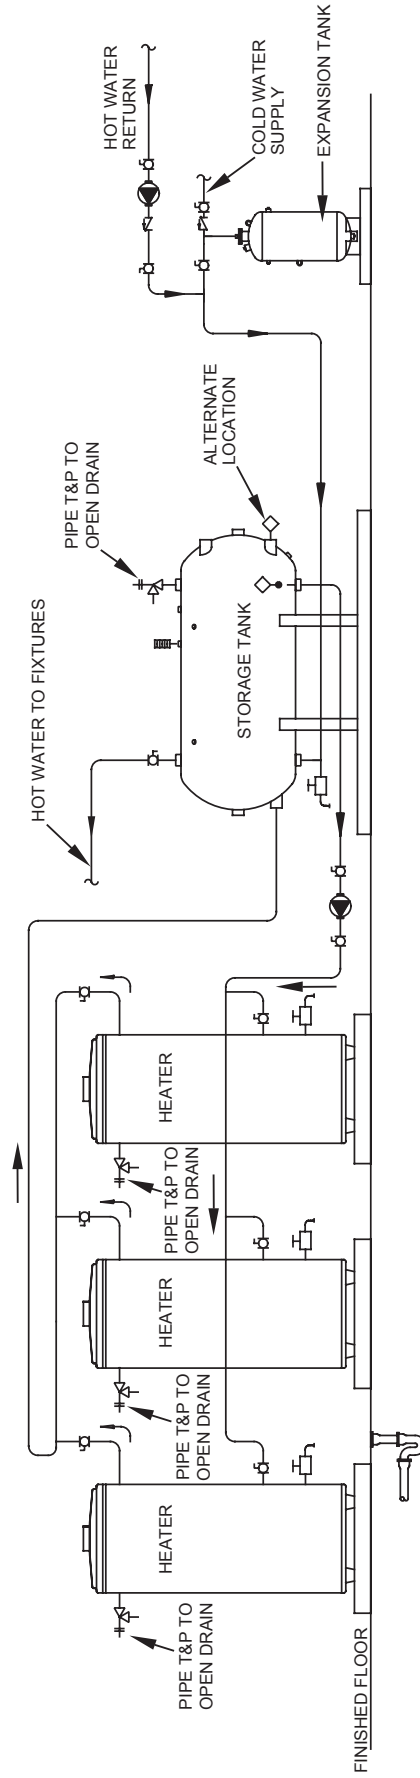 PIPE T&P TO
OPEN DRAIN
HEATER
PIPE T&P TO
OPEN DRAIN
HEATER
PIPE T&P TO
OPEN DRAIN
HEATER
HOT WATER TO FIXTURES
PIPE T&P TO
OPEN DRAIN
STORAGE TANK
ALTERNATE
LOCATION
HOT WATER
RETURN
COLD WATER
SUPPLY
EXPANSION TANK
FINISHED FLOOR